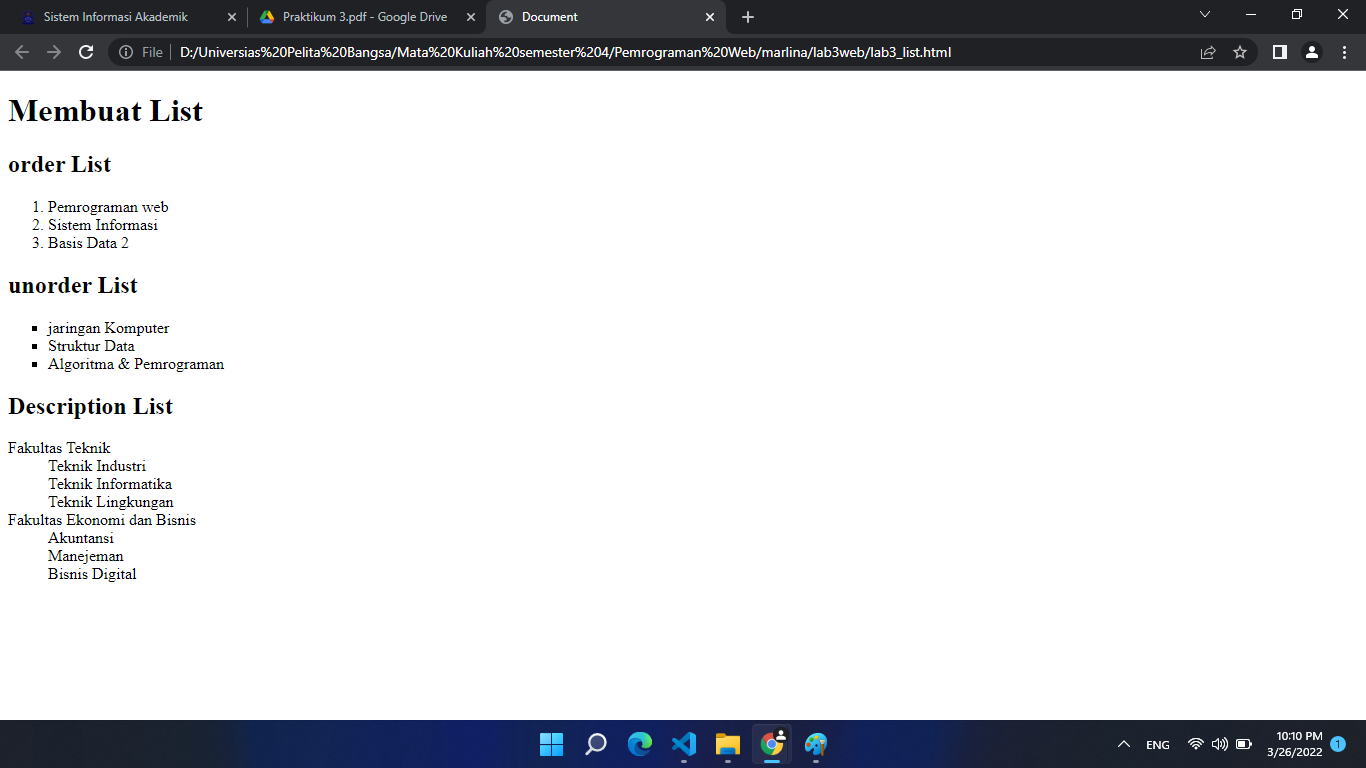 Sistem Informasi Akademik
Praktikum 3.pdf - Google Drive
Document
File
D:/Universias%20Pelita%20Bangsa/Mata%20Kuliah%20semester%204/Pemrograman%20Web/marlina/lab3web/lab3_list.html
Membuat List
order List
1. Pemrograman web
2. Sistem Informasi
3. Basis Data 2
unorder List
▪ jaringan Komputer
▪ Struktur Data
▪ Algoritma & Pemrograman
Description List
Fakultas Teknik
Teknik Industri
Teknik Informatika
Teknik Lingkungan
Fakultas Ekonomi dan Bisnis
Akuntansi
Manejeman
Bisnis Digital
ENG
10:10 PM
3/26/2022
1